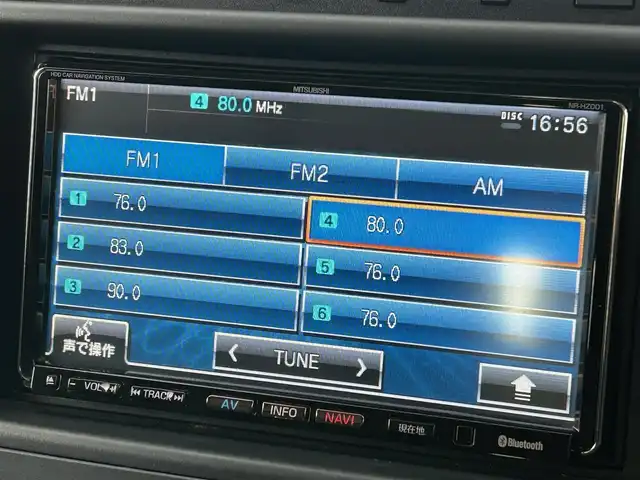 HDD CAR NAVIGATION SYSTEM
MITSUBISHI
NR-HZ001
FM1
4 80.0 MHz
DISC
16:56
FM1
FM2
AM
1 76.0
4 80.0
2 83.0
5 76.0
3 90.0
6 76.0
声で操作
TUNE
VOL
TRACK
AV
INFO
NAVI
現在地
Bluetooth